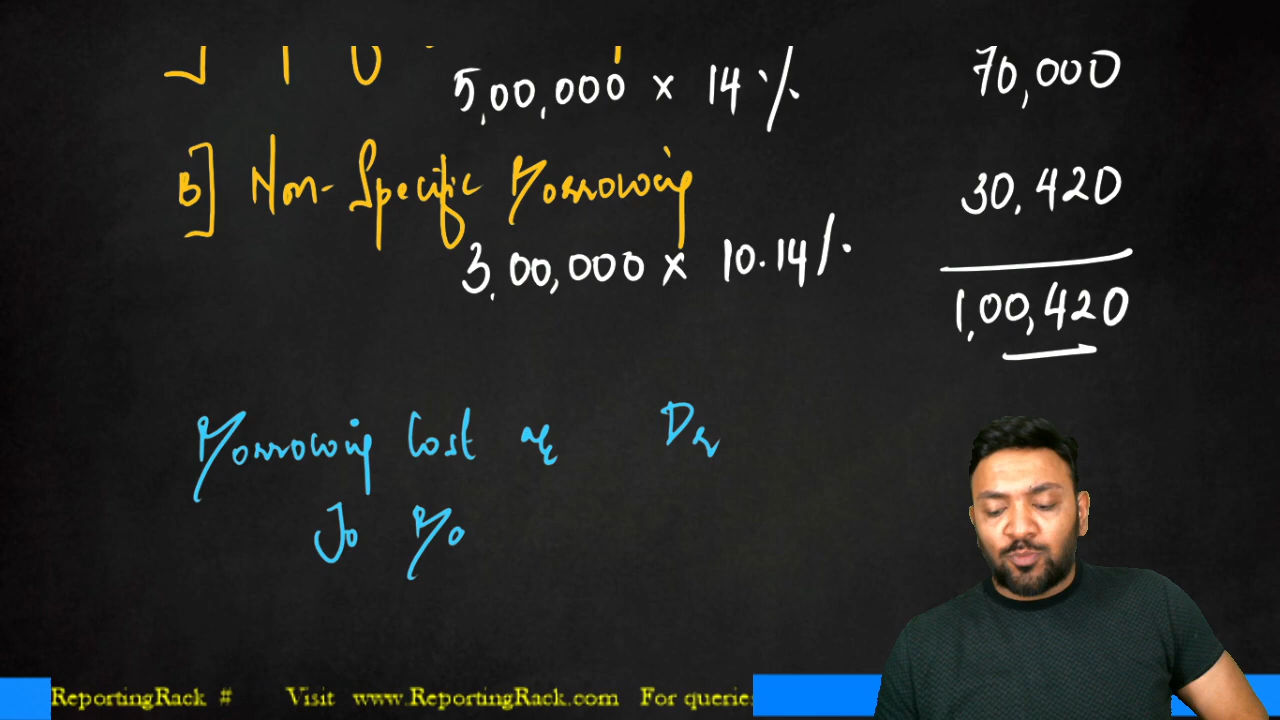 5,00,000 x 14% 70,000
B] Non-Specific Borrowing
30,420
3,00,000 x 10.14%
1,00,420
Borrowing Cost a/c Dr
To Bo
ReportingRack # Visit www.ReportingRack.com For queries